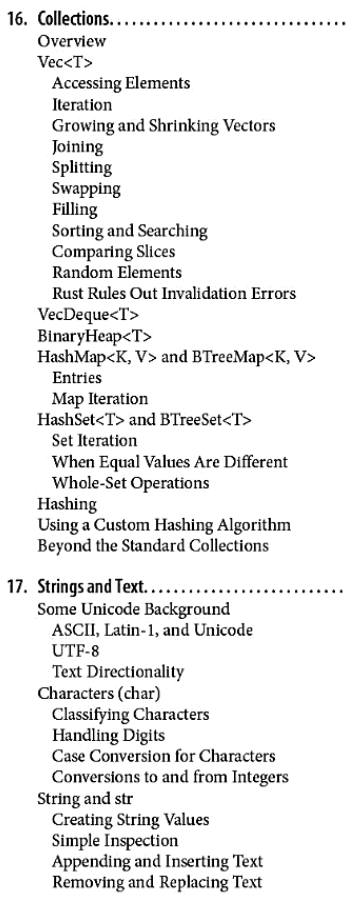 16. Collections. . . . . . . . . . . . . . . . . . . . . . . . . . . . . . . .
Overview
Vec<T>
Accessing Elements
Iteration
Growing and Shrinking Vectors
Joining
Splitting
Swapping
Filling
Sorting and Searching
Comparing Slices
Random Elements
Rust Rules Out Invalidation Errors
VecDeque<T>
BinaryHeap<T>
HashMap<K, V> and BTreeMap<K, V>
Entries
Map Iteration
HashSet<T> and BTreeSet<T>
Set Iteration
When Equal Values Are Different
Whole-Set Operations
Hashing
Using a Custom Hashing Algorithm
Beyond the Standard Collections
17. Strings and Text. . . . . . . . . . . . . . . . . . . . . . . . . . .
Some Unicode Background
ASCII, Latin-1, and Unicode
UTF-8
Text Directionality
Characters (char)
Classifying Characters
Handling Digits
Case Conversion for Characters
Conversions to and from Integers
String and str
Creating String Values
Simple Inspection
Appending and Inserting Text
Removing and Replacing Text